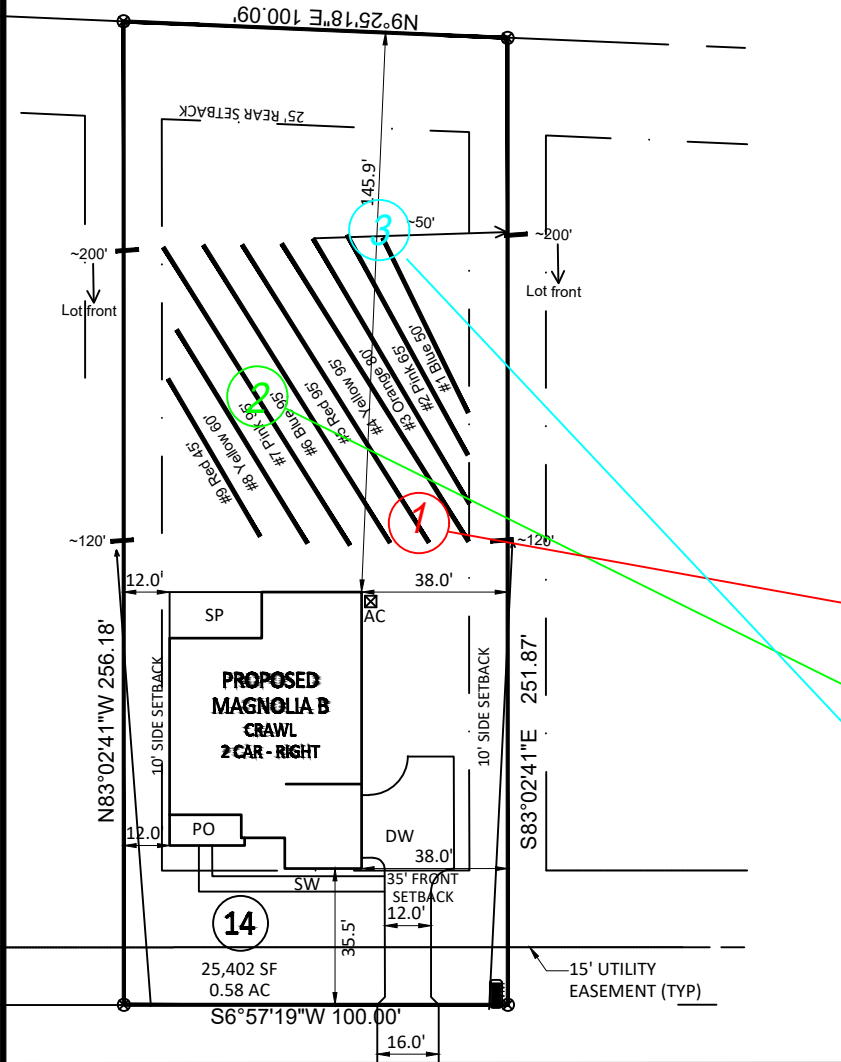 N9°25'18"E 100.09'
25' REAR SETBACK
145.9'
~50'
3
~200'
~200'
Lot front
Lot front
#1 Blue 50'
#2 Pink 65'
#3 Orange 80'
#4 Yellow 95'
#5 Red 95'
#6 Blue 95'
#7 Pink 95'
#8 Yellow 60'
#9 Red 45'
2
1
~120'
~120'
12.0'
38.0'
SP
AC
PROPOSED
MAGNOLIA B
CRAWL
2 CAR - RIGHT
10' SIDE SETBACK
10' SIDE SETBACK
N83°02'41"W 256.18'
S83°02'41"E 251.87'
PO
12.0'
DW
38.0'
SW
35' FRONT
SETBACK
12.0'
35.5'
14
25,402 SF
0.58 AC
15' UTILITY
EASEMENT (TYP)
S6°57'19"W 100.00'
16.0'